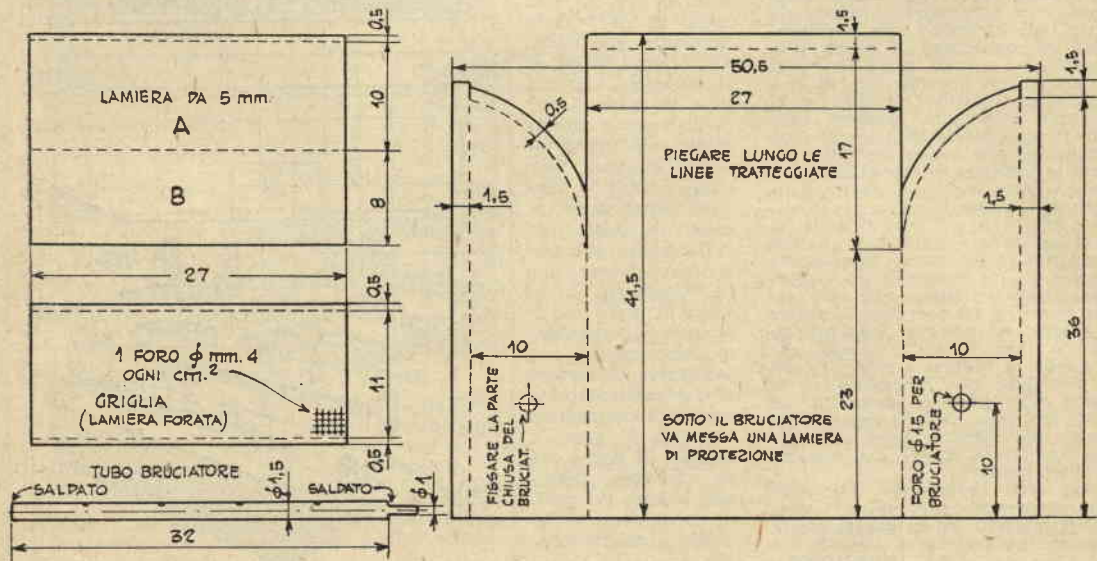 0,5
LAMIERA DA 5 mm.
A
10
B
8
27
0,5
1 FORO ϕ mm. 4
OGNI cm.²
GRIGLIA
(LAMIERA FORATA)
11
0,5
TUBO BRUCIATORE
SALDATO
ϕ1,5
SALDATO
ϕ1
32
1,5
50,5
1,5
27
0,5
PIEGARE LUNGO LE
LINEE TRATTEGGIATE
17
1,5
1,5
41,5
36
10
10
23
FISSARE LA PARTE
CHIUSA DEL
BRUCIAT.
SOTTO IL BRUCIATORE
VA MESSA UNA LAMIERA
DI PROTEZIONE
FORO ϕ 15 PER
BRUCIATORE
10